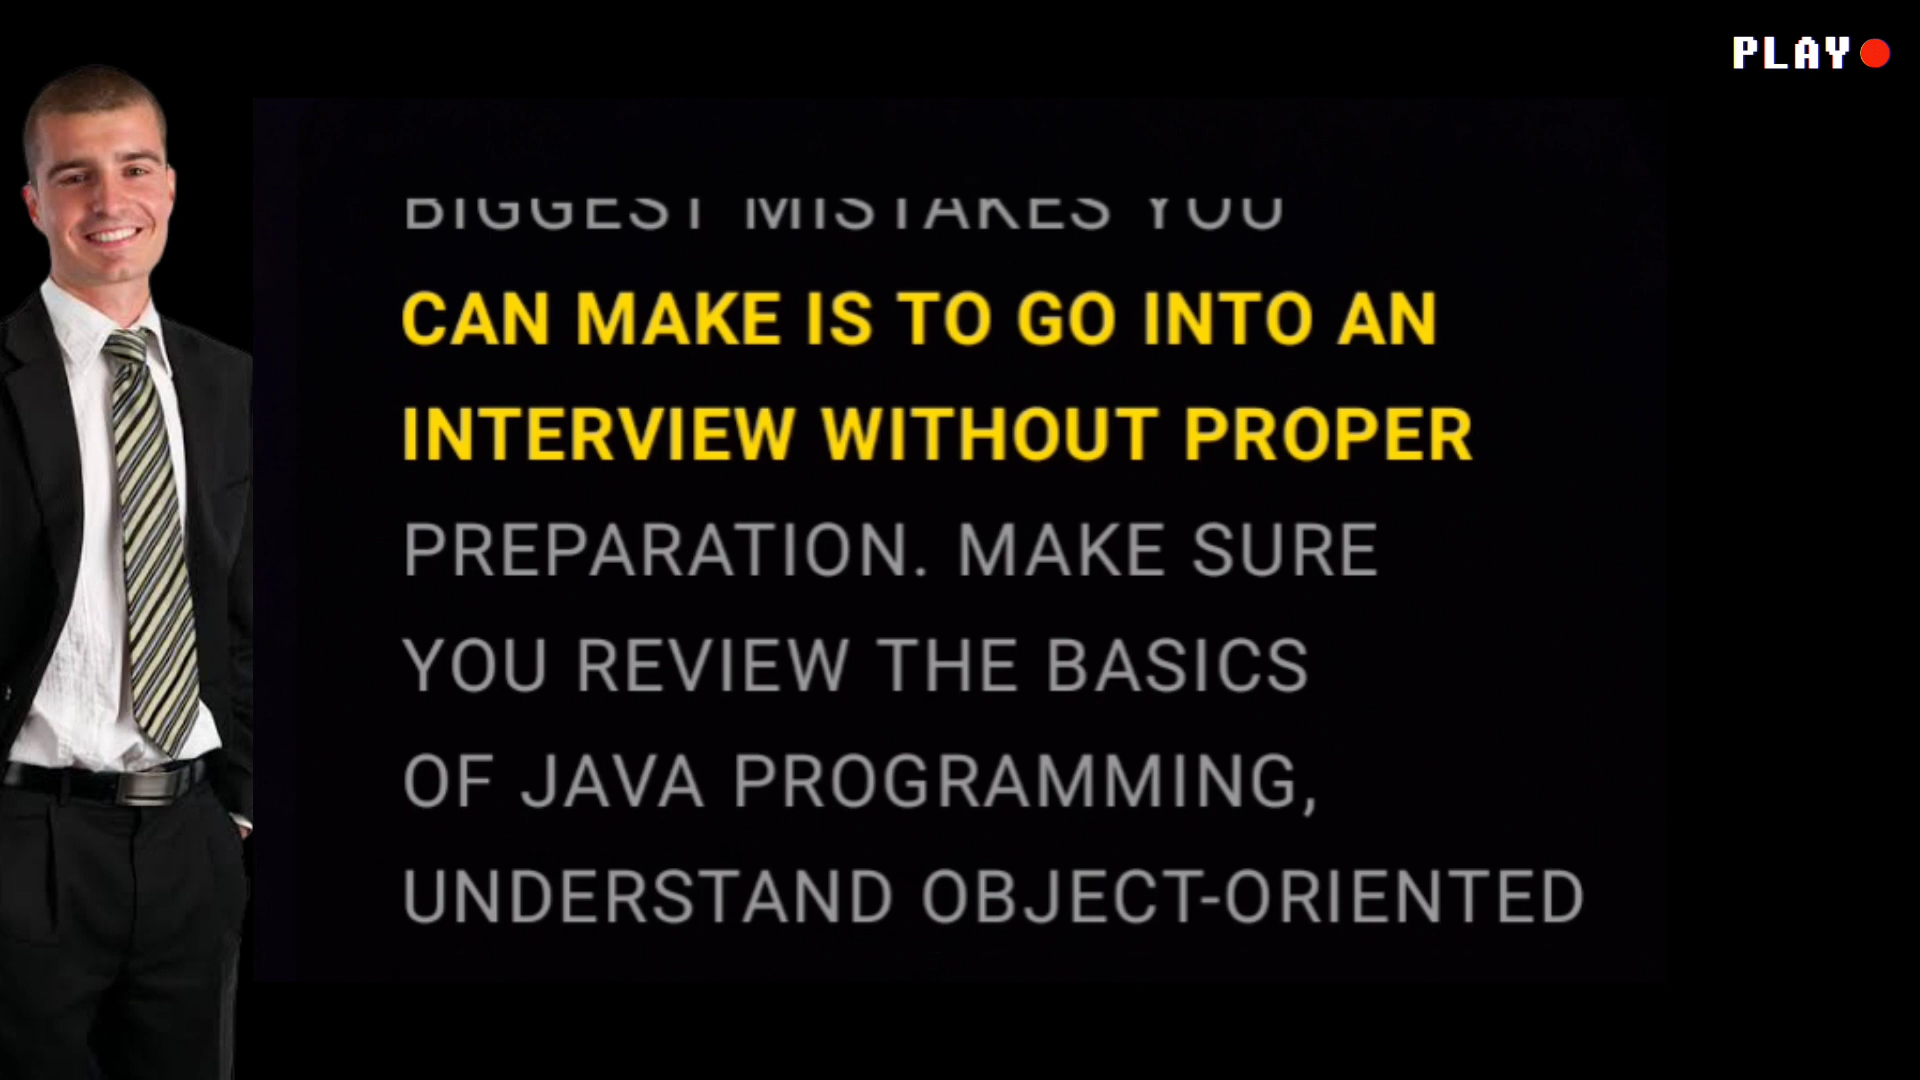 PLAY
BIGGEST MISTAKES YOU
CAN MAKE IS TO GO INTO AN
INTERVIEW WITHOUT PROPER
PREPARATION. MAKE SURE
YOU REVIEW THE BASICS
OF JAVA PROGRAMMING,
UNDERSTAND OBJECT-ORIENTED